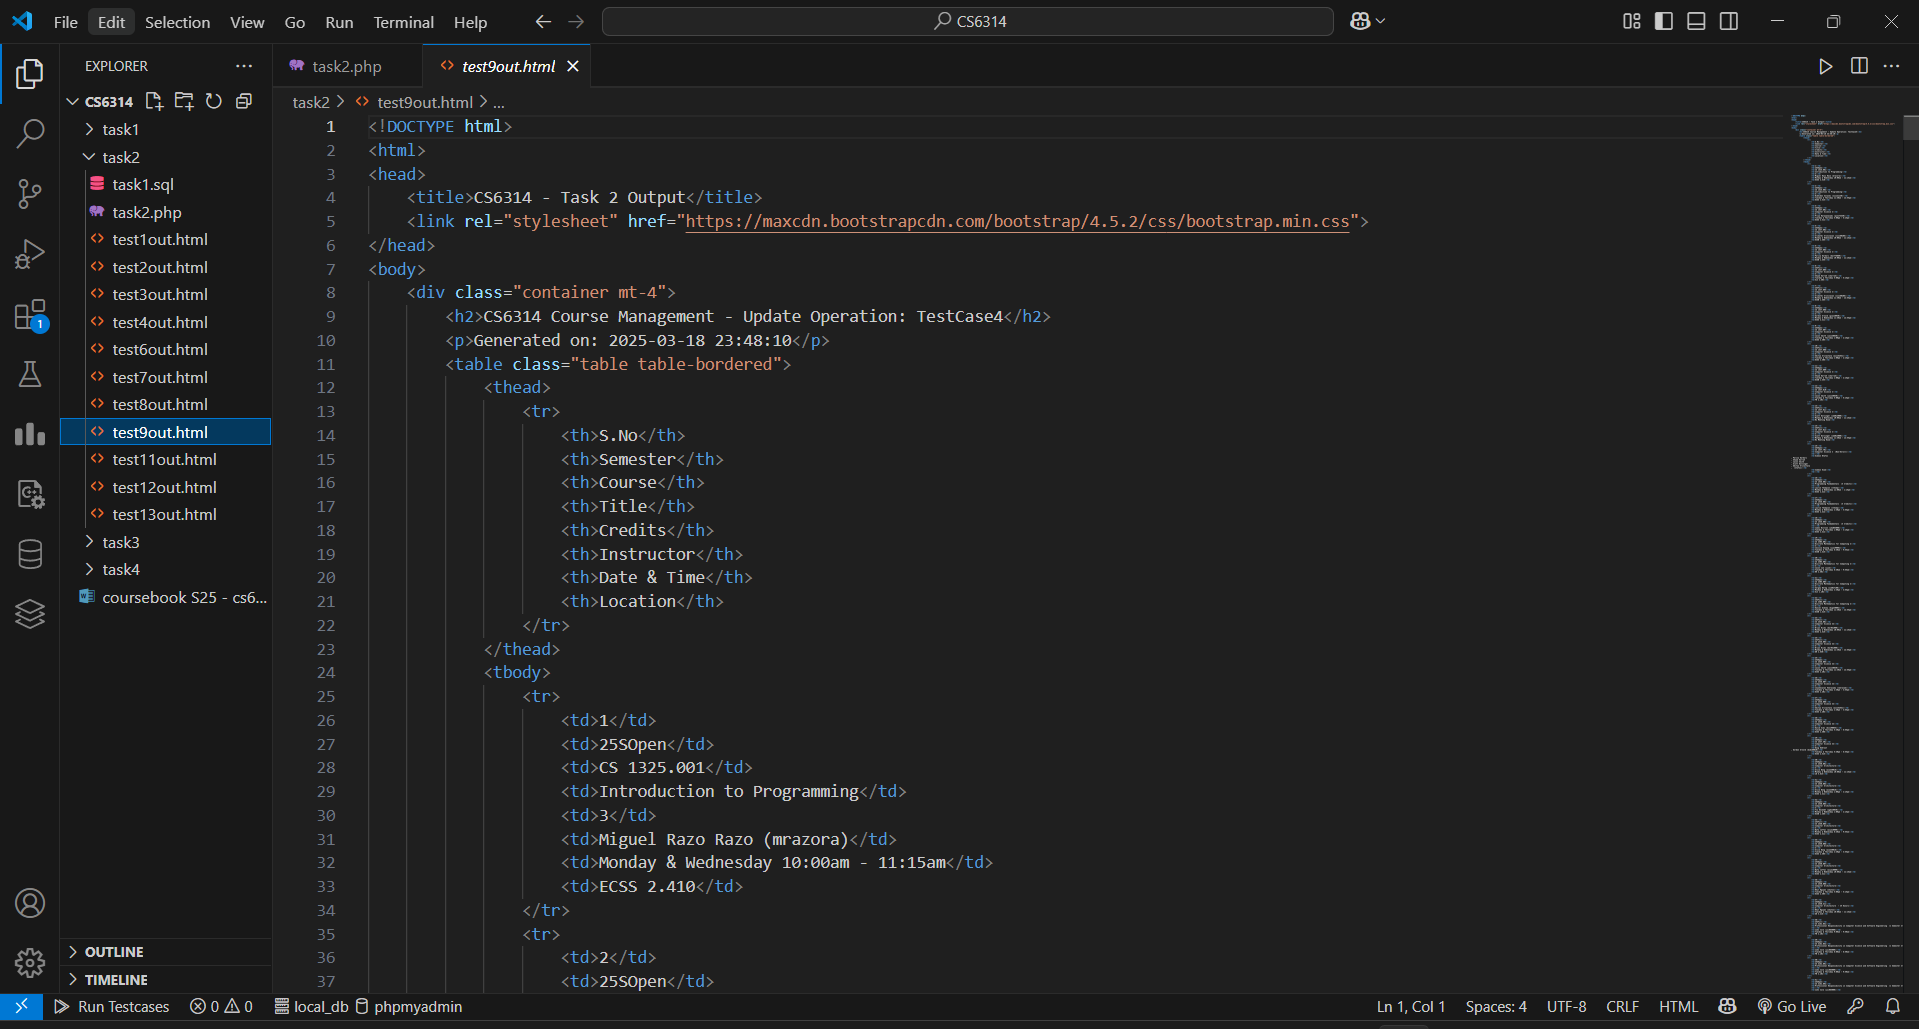 File Edit Selection View Go Run Terminal Help
CS6314
EXPLORER
CS6314
task1
task2
task1.sql
task2.php
test1out.html
test2out.html
test3out.html
test4out.html
test6out.html
test7out.html
test8out.html
test9out.html
test11out.html
test12out.html
test13out.html
task3
task4
coursebook S25 - cs6...
OUTLINE
TIMELINE
1
task2.php test9out.html
task2 > test9out.html > ...
1 <!DOCTYPE html>
2 <html>
3 <head>
4 <title>CS6314 - Task 2 Output</title>
5 <link rel="stylesheet" href="https://maxcdn.bootstrapcdn.com/bootstrap/4.5.2/css/bootstrap.min.css">
6 </head>
7 <body>
8 <div class="container mt-4">
9 <h2>CS6314 Course Management - Update Operation: TestCase4</h2>
10 <p>Generated on: 2025-03-18 23:48:10</p>
11 <table class="table table-bordered">
12 <thead>
13 <tr>
14 <th>S.No</th>
15 <th>Semester</th>
16 <th>Course</th>
17 <th>Title</th>
18 <th>Credits</th>
19 <th>Instructor</th>
20 <th>Date & Time</th>
21 <th>Location</th>
22 </tr>
23 </thead>
24 <tbody>
25 <tr>
26 <td>1</td>
27 <td>25SOpen</td>
28 <td>CS 1325.001</td>
29 <td>Introduction to Programming</td>
30 <td>3</td>
31 <td>Miguel Razo Razo (mrazora)</td>
32 <td>Monday & Wednesday 10:00am - 11:15am</td>
33 <td>ECSS 2.410</td>
34 </tr>
35 <tr>
36 <td>2</td>
37 <td>25SOpen</td>
Run Testcases 0 0 local_db phpmyadmin Ln 1, Col 1 Spaces: 4 UTF-8 CRLF HTML Go Live